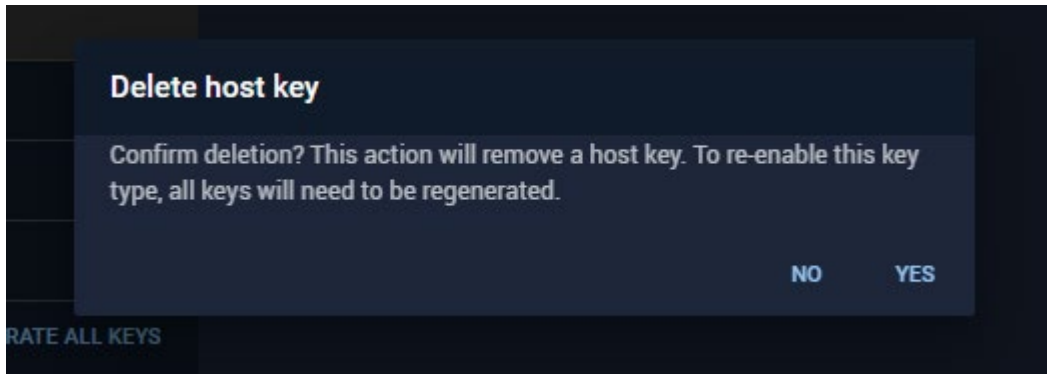 Delete host key
Confirm deletion? This action will remove a host key. To re-enable this key
type, all keys will need to be regenerated.
NO YES
RATE ALL KEYS